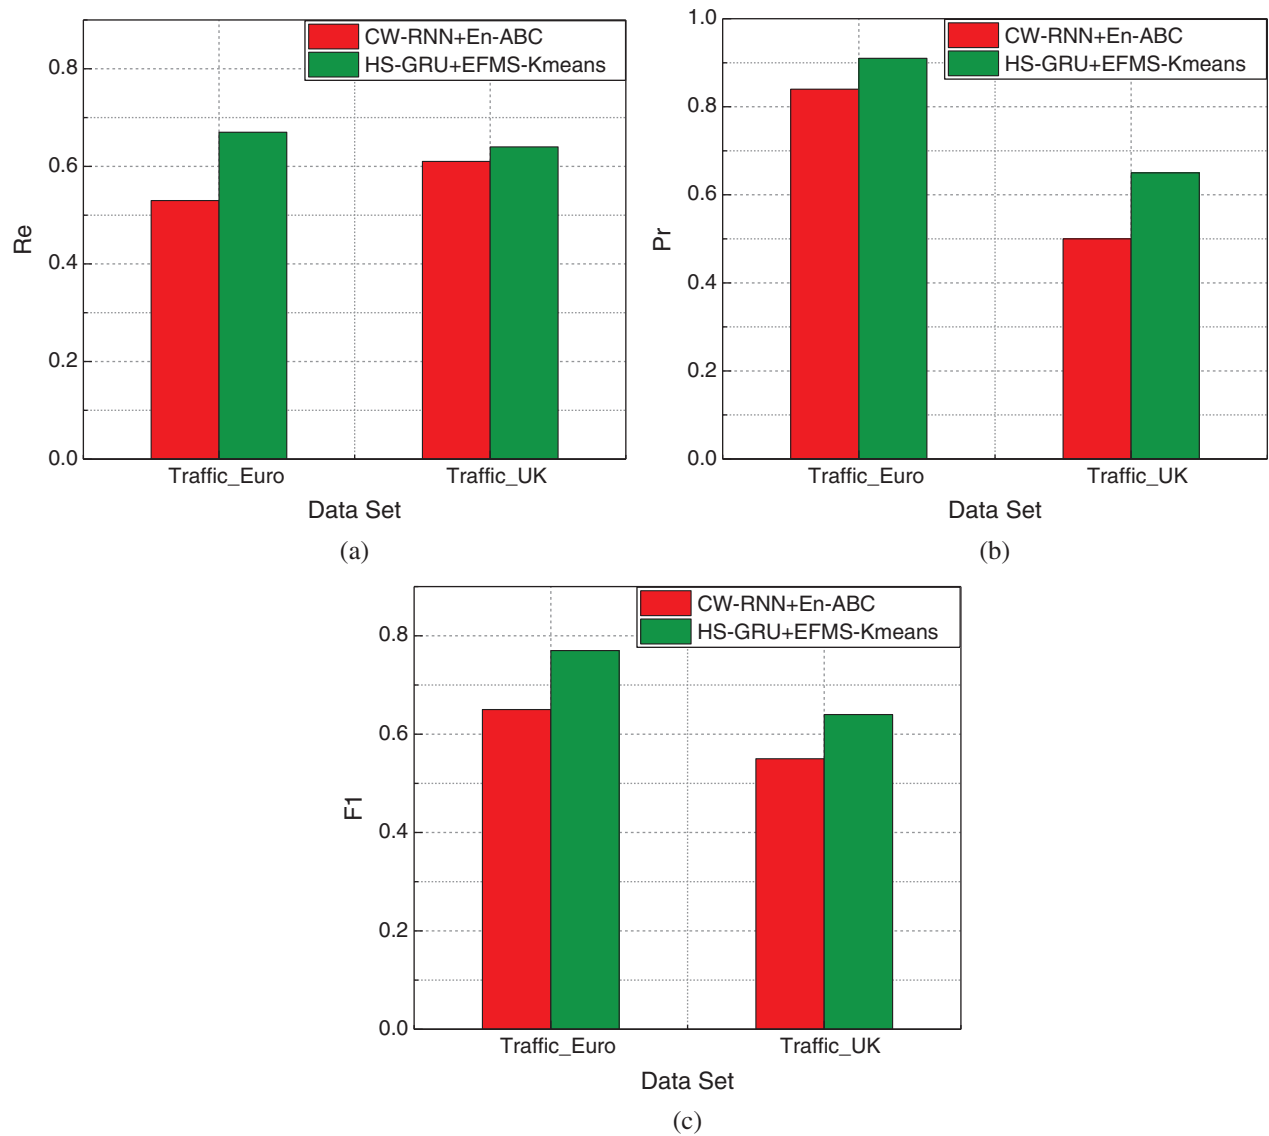 CW-RNN+En-ABC
HS-GRU+EFMS-Kmeans
0.8
0.6
0.4
0.2
0.0
Re
Traffic_Euro
Traffic_UK
Data Set
(a)
CW-RNN+En-ABC
HS-GRU+EFMS-Kmeans
1.0
0.8
0.6
0.4
0.2
0.0
Pr
Traffic_Euro
Traffic_UK
Data Set
(b)
CW-RNN+En-ABC
HS-GRU+EFMS-Kmeans
0.8
0.6
0.4
0.2
0.0
F1
Traffic_Euro
Traffic_UK
Data Set
(c)